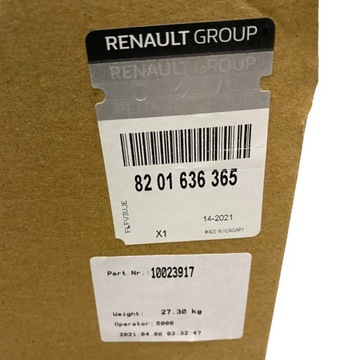 RENAULT GROUP
RENAULT GROUP
82 01 636 365
14-2021
X1
MADE IN HUNGARY
Part Nr.: 10023917
Weight: 27.30 kg
Operator: 5000
2021.04.08 03:32:47